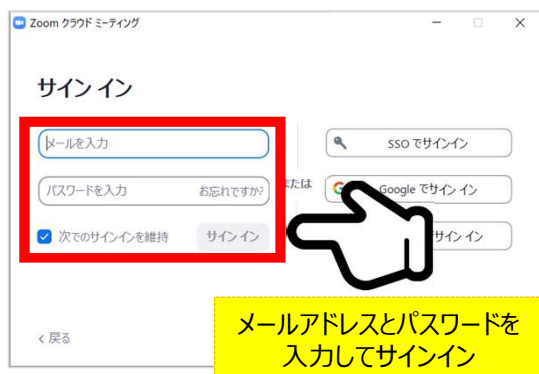 Zoom クラウド ミーティング
サイン イン
メールを入力
パスワードを入力 お忘れですか?
次でのサインインを維持 サイン イン
または
SSO でサインイン
Google でサイン イン
サイン イン
メールアドレスとパスワードを
入力してサインイン
< 戻る